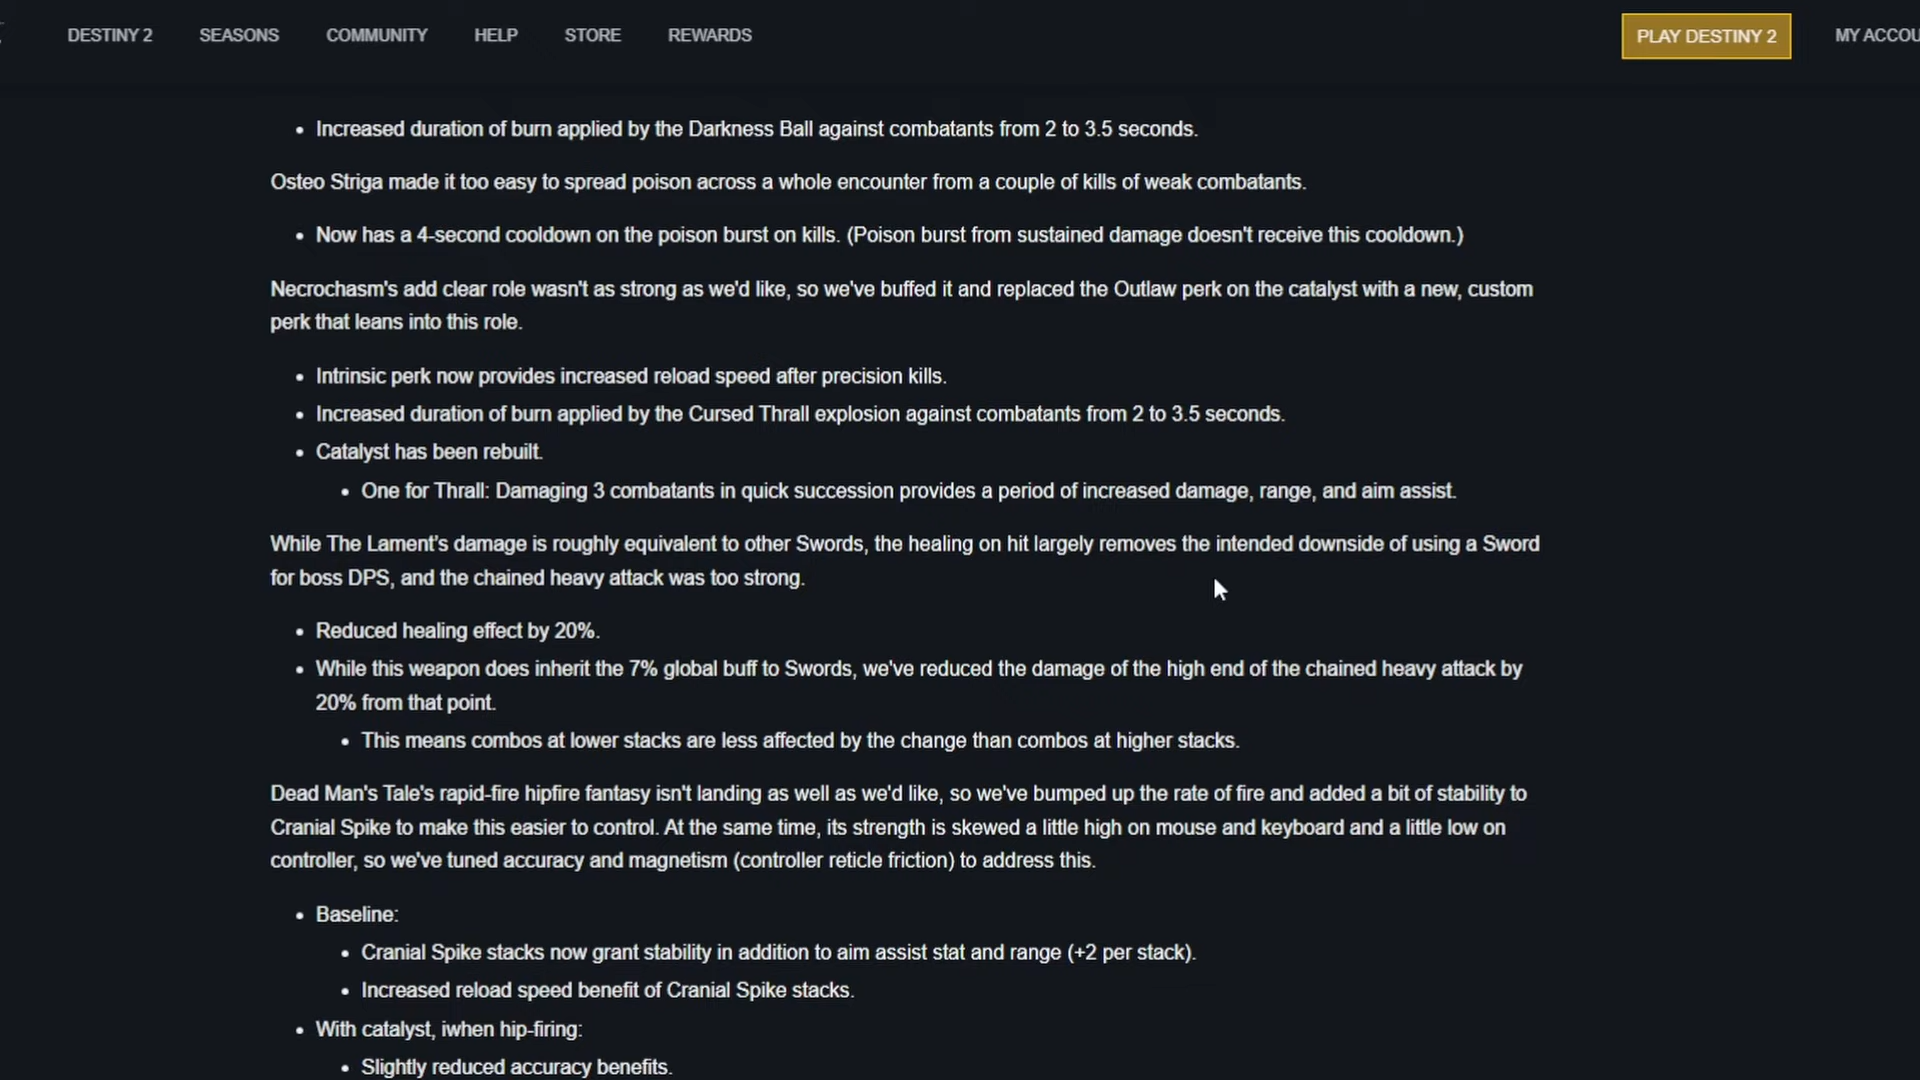 DESTINY 2 SEASONS COMMUNITY HELP STORE REWARDS PLAY DESTINY 2 MY ACCOU
• Increased duration of burn applied by the Darkness Ball against combatants from 2 to 3.5 seconds.
Osteo Striga made it too easy to spread poison across a whole encounter from a couple of kills of weak combatants.
• Now has a 4-second cooldown on the poison burst on kills. (Poison burst from sustained damage doesn't receive this cooldown.)
Necrochasm's add clear role wasn't as strong as we'd like, so we've buffed it and replaced the Outlaw perk on the catalyst with a new, custom
perk that leans into this role.
• Intrinsic perk now provides increased reload speed after precision kills.
• Increased duration of burn applied by the Cursed Thrall explosion against combatants from 2 to 3.5 seconds.
• Catalyst has been rebuilt.
• One for Thrall: Damaging 3 combatants in quick succession provides a period of increased damage, range, and aim assist.
While The Lament's damage is roughly equivalent to other Swords, the healing on hit largely removes the intended downside of using a Sword
for boss DPS, and the chained heavy attack was too strong.
• Reduced healing effect by 20%.
• While this weapon does inherit the 7% global buff to Swords, we've reduced the damage of the high end of the chained heavy attack by
20% from that point.
• This means combos at lower stacks are less affected by the change than combos at higher stacks.
Dead Man's Tale's rapid-fire hipfire fantasy isn't landing as well as we'd like, so we've bumped up the rate of fire and added a bit of stability to
Cranial Spike to make this easier to control. At the same time, its strength is skewed a little high on mouse and keyboard and a little low on
controller, so we've tuned accuracy and magnetism (controller reticle friction) to address this.
• Baseline:
• Cranial Spike stacks now grant stability in addition to aim assist stat and range (+2 per stack).
• Increased reload speed benefit of Cranial Spike stacks.
• With catalyst, iwhen hip-firing:
• Slightly reduced accuracy benefits.